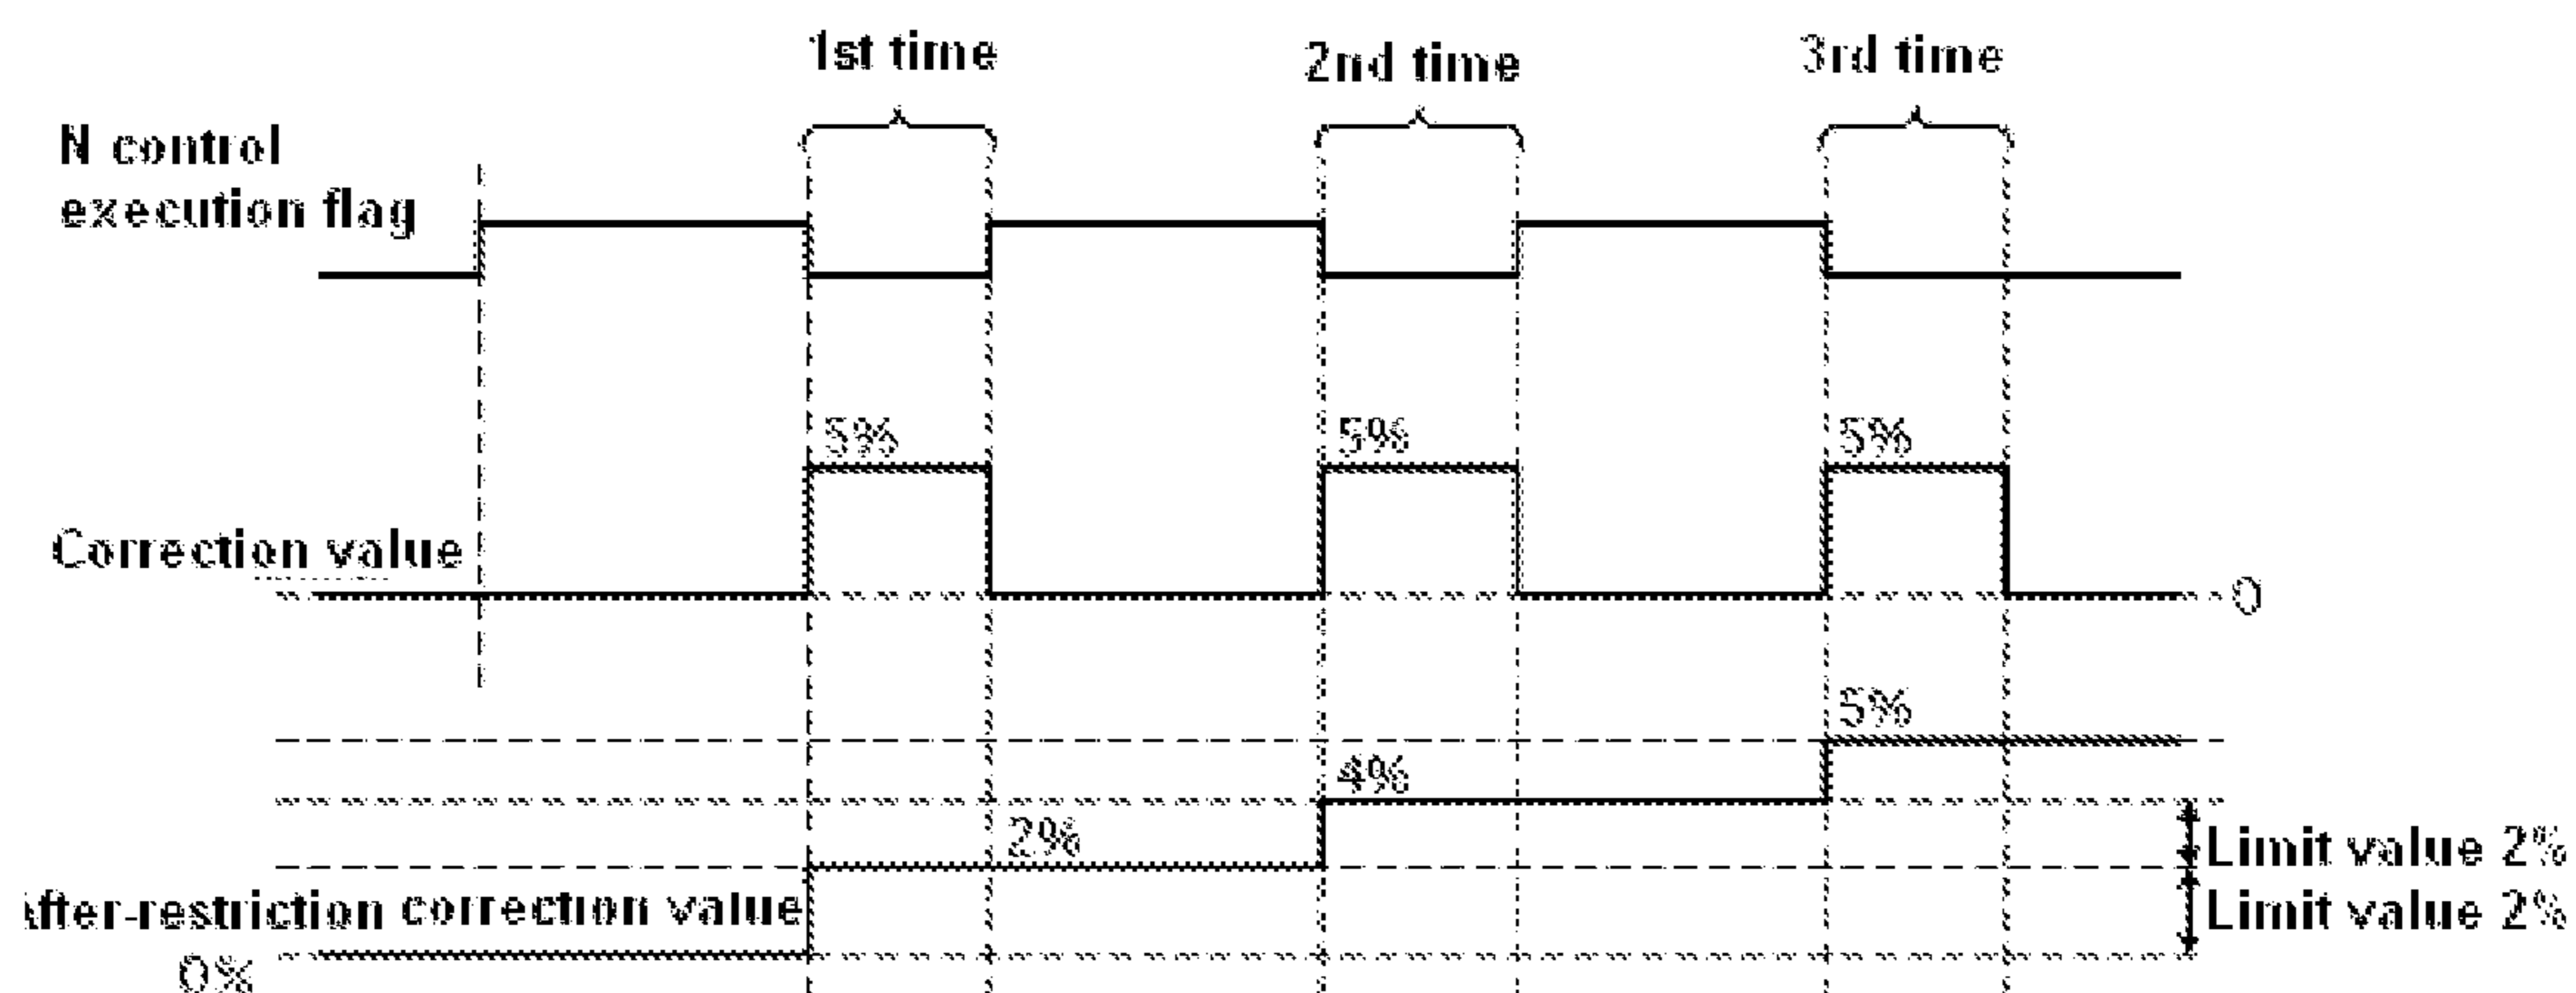 1st time
2nd time
3rd time
N control
execution flag
5%
5%
5%
Correction value
0
5%
4%
2%
Limit value 2%
After-restriction correction value
Limit value 2%
0%